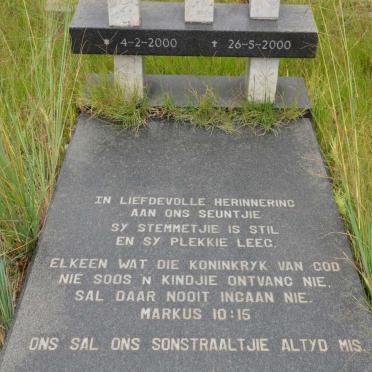 * 4-2-2000 ✝ 26-5-2000
IN LIEFDEVOLLE HERINNERING
AAN ONS SEUNTJIE
SY STEMMETJIE IS STIL
EN SY PLEKKIE LEEG.
ELKEEN WAT DIE KONINKRYK VAN GOD
NIE SOOS 'N KINDJIE ONTVANG NIE,
SAL DAAR NOOIT INGAAN NIE.
MARKUS 10:15
ONS SAL ONS SONSTRAALTJIE ALTYD MIS.